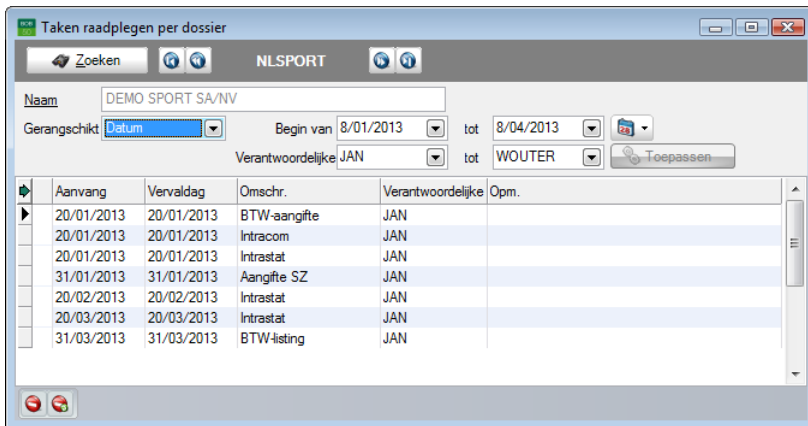 Taken raadplegen per dossier
Zoeken NLSPORT
Naam DEMO SPORT SA/NV
Gerangschikt Datum Begin van 8/01/2013 tot 8/04/2013
Verantwoordelijke JAN tot WOUTER Toepassen
Aanvang Vervaldag Omschr. Verantwoordelijke Opm.
20/01/2013 20/01/2013 BTW-aangifte JAN
20/01/2013 20/01/2013 Intracom JAN
20/01/2013 20/01/2013 Intrastat JAN
31/01/2013 31/01/2013 Aangifte SZ JAN
20/02/2013 20/02/2013 Intrastat JAN
20/03/2013 20/03/2013 Intrastat JAN
31/03/2013 31/03/2013 BTW-listing JAN